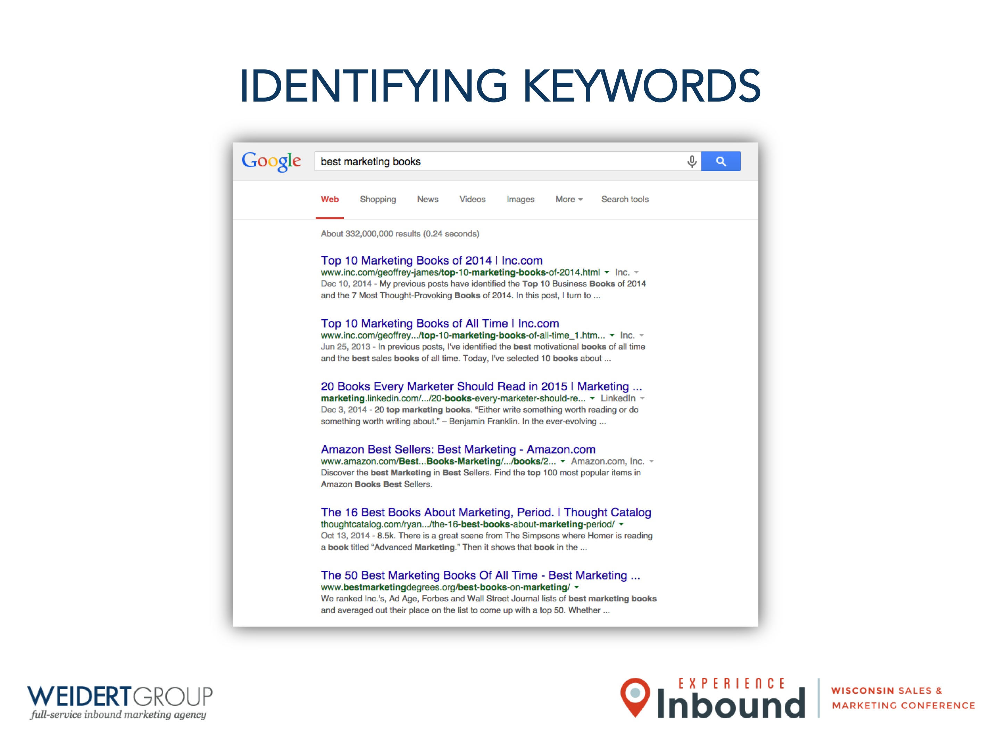 IDENTIFYING KEYWORDS
Google best marketing books
Web Shopping News Videos Images More Search tools
About 332,000,000 results (0.24 seconds)
Top 10 Marketing Books of 2014 | Inc.com
www.inc.com/geoffrey-james/top-10-marketing-books-of-2014.html Inc.
Dec 10, 2014 - My previous posts have identified the Top 10 Business Books of 2014
and the 7 Most Thought-Provoking Books of 2014. In this post, I turn to ...
Top 10 Marketing Books of All Time | Inc.com
www.inc.com/geoffrey.../top-10-marketing-books-of-all-time_1.htm... Inc.
Jun 25, 2013 - In previous posts, I've identified the best motivational books of all time
and the best sales books of all time. Today, I've selected 10 books about ...
20 Books Every Marketer Should Read in 2015 | Marketing ...
marketing.linkedin.com/.../20-books-every-marketer-should-re... LinkedIn
Dec 3, 2014 - 20 top marketing books. “Either write something worth reading or do
something worth writing about.” – Benjamin Franklin. In the ever-evolving ...
Amazon Best Sellers: Best Marketing - Amazon.com
www.amazon.com/Best...Books-Marketing/.../books/2... Amazon.com, Inc.
Discover the best Marketing in Best Sellers. Find the top 100 most popular items in
Amazon Books Best Sellers.
The 16 Best Books About Marketing, Period. | Thought Catalog
thoughtcatalog.com/ryan.../the-16-best-books-about-marketing-period/
Oct 13, 2014 - 8.5k. There is a great scene from The Simpsons where Homer is reading
a book titled “Advanced Marketing.” Then it shows that book in the ...
The 50 Best Marketing Books Of All Time - Best Marketing ...
www.bestmarketingdegrees.org/best-books-on-marketing/
We ranked Inc.'s, Ad Age, Forbes and Wall Street Journal lists of best marketing books
and averaged out their place on the list to come up with a top 50. Whether ...
WEIDERTGROUP
full-service inbound marketing agency
EXPERIENCE
Inbound
WISCONSIN SALES &
MARKETING CONFERENCE